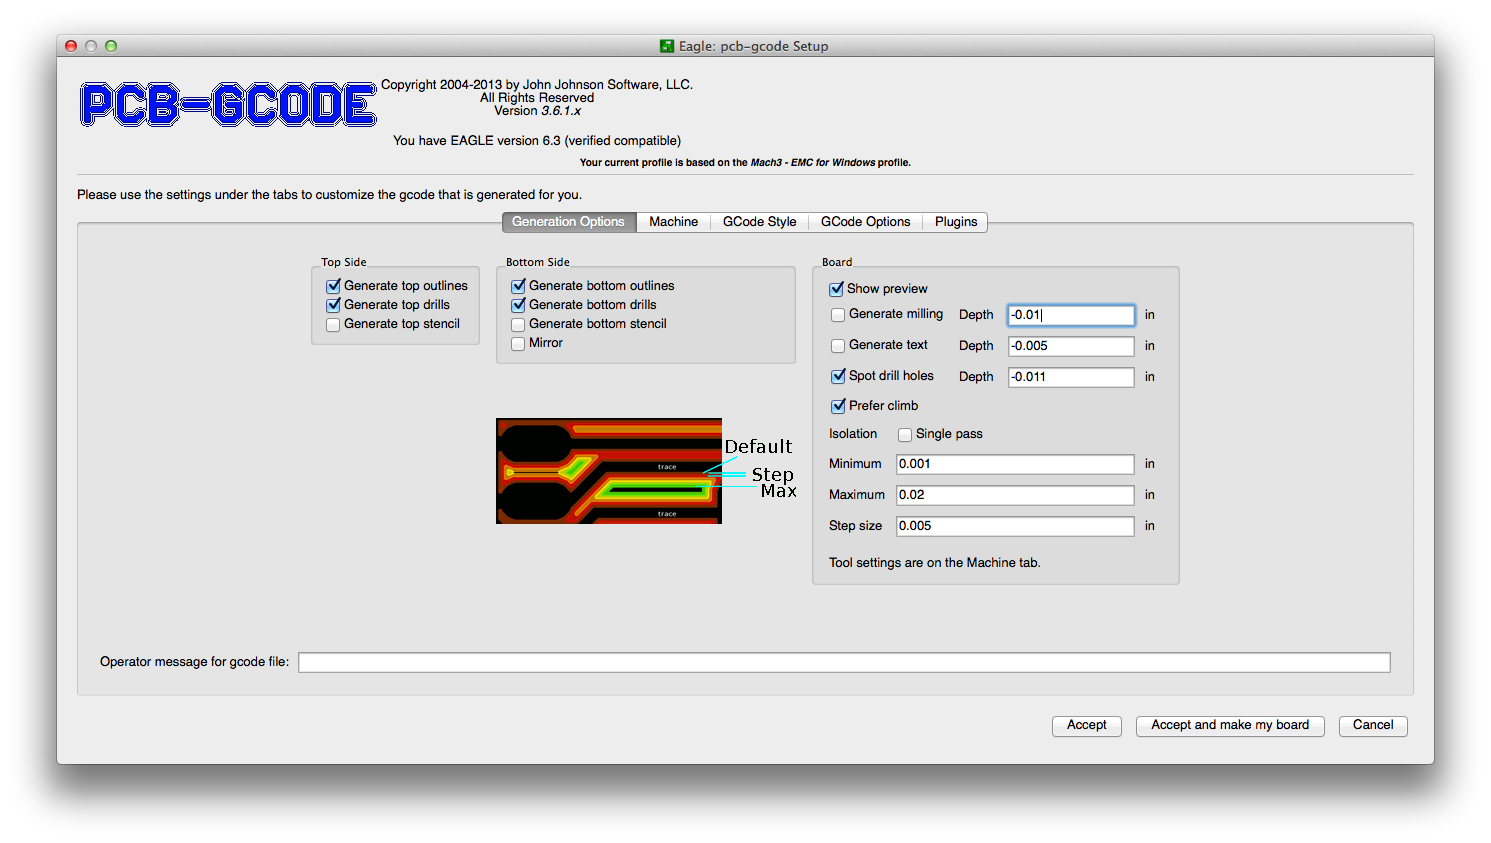 Eagle: pcb-gcode Setup
PCB-GCODE
Copyright 2004-2013 by John Johnson Software, LLC.
All Rights Reserved
Version 3.6.1.x
You have EAGLE version 6.3 (verified compatible)
Your current profile is based on the Mach3 - EMC for Windows profile.
Please use the settings under the tabs to customize the gcode that is generated for you.
Generation Options Machine GCode Style GCode Options Plugins
Top Side
Generate top outlines
Generate top drills
Generate top stencil
Bottom Side
Generate bottom outlines
Generate bottom drills
Generate bottom stencil
Mirror
trace
Default
Step
Max
trace
Board
Show preview
Generate milling Depth -0.01 in
Generate text Depth -0.005 in
Spot drill holes Depth -0.011 in
Prefer climb
Isolation Single pass
Minimum 0.001 in
Maximum 0.02 in
Step size 0.005 in
Tool settings are on the Machine tab.
Operator message for gcode file:
Accept Accept and make my board Cancel